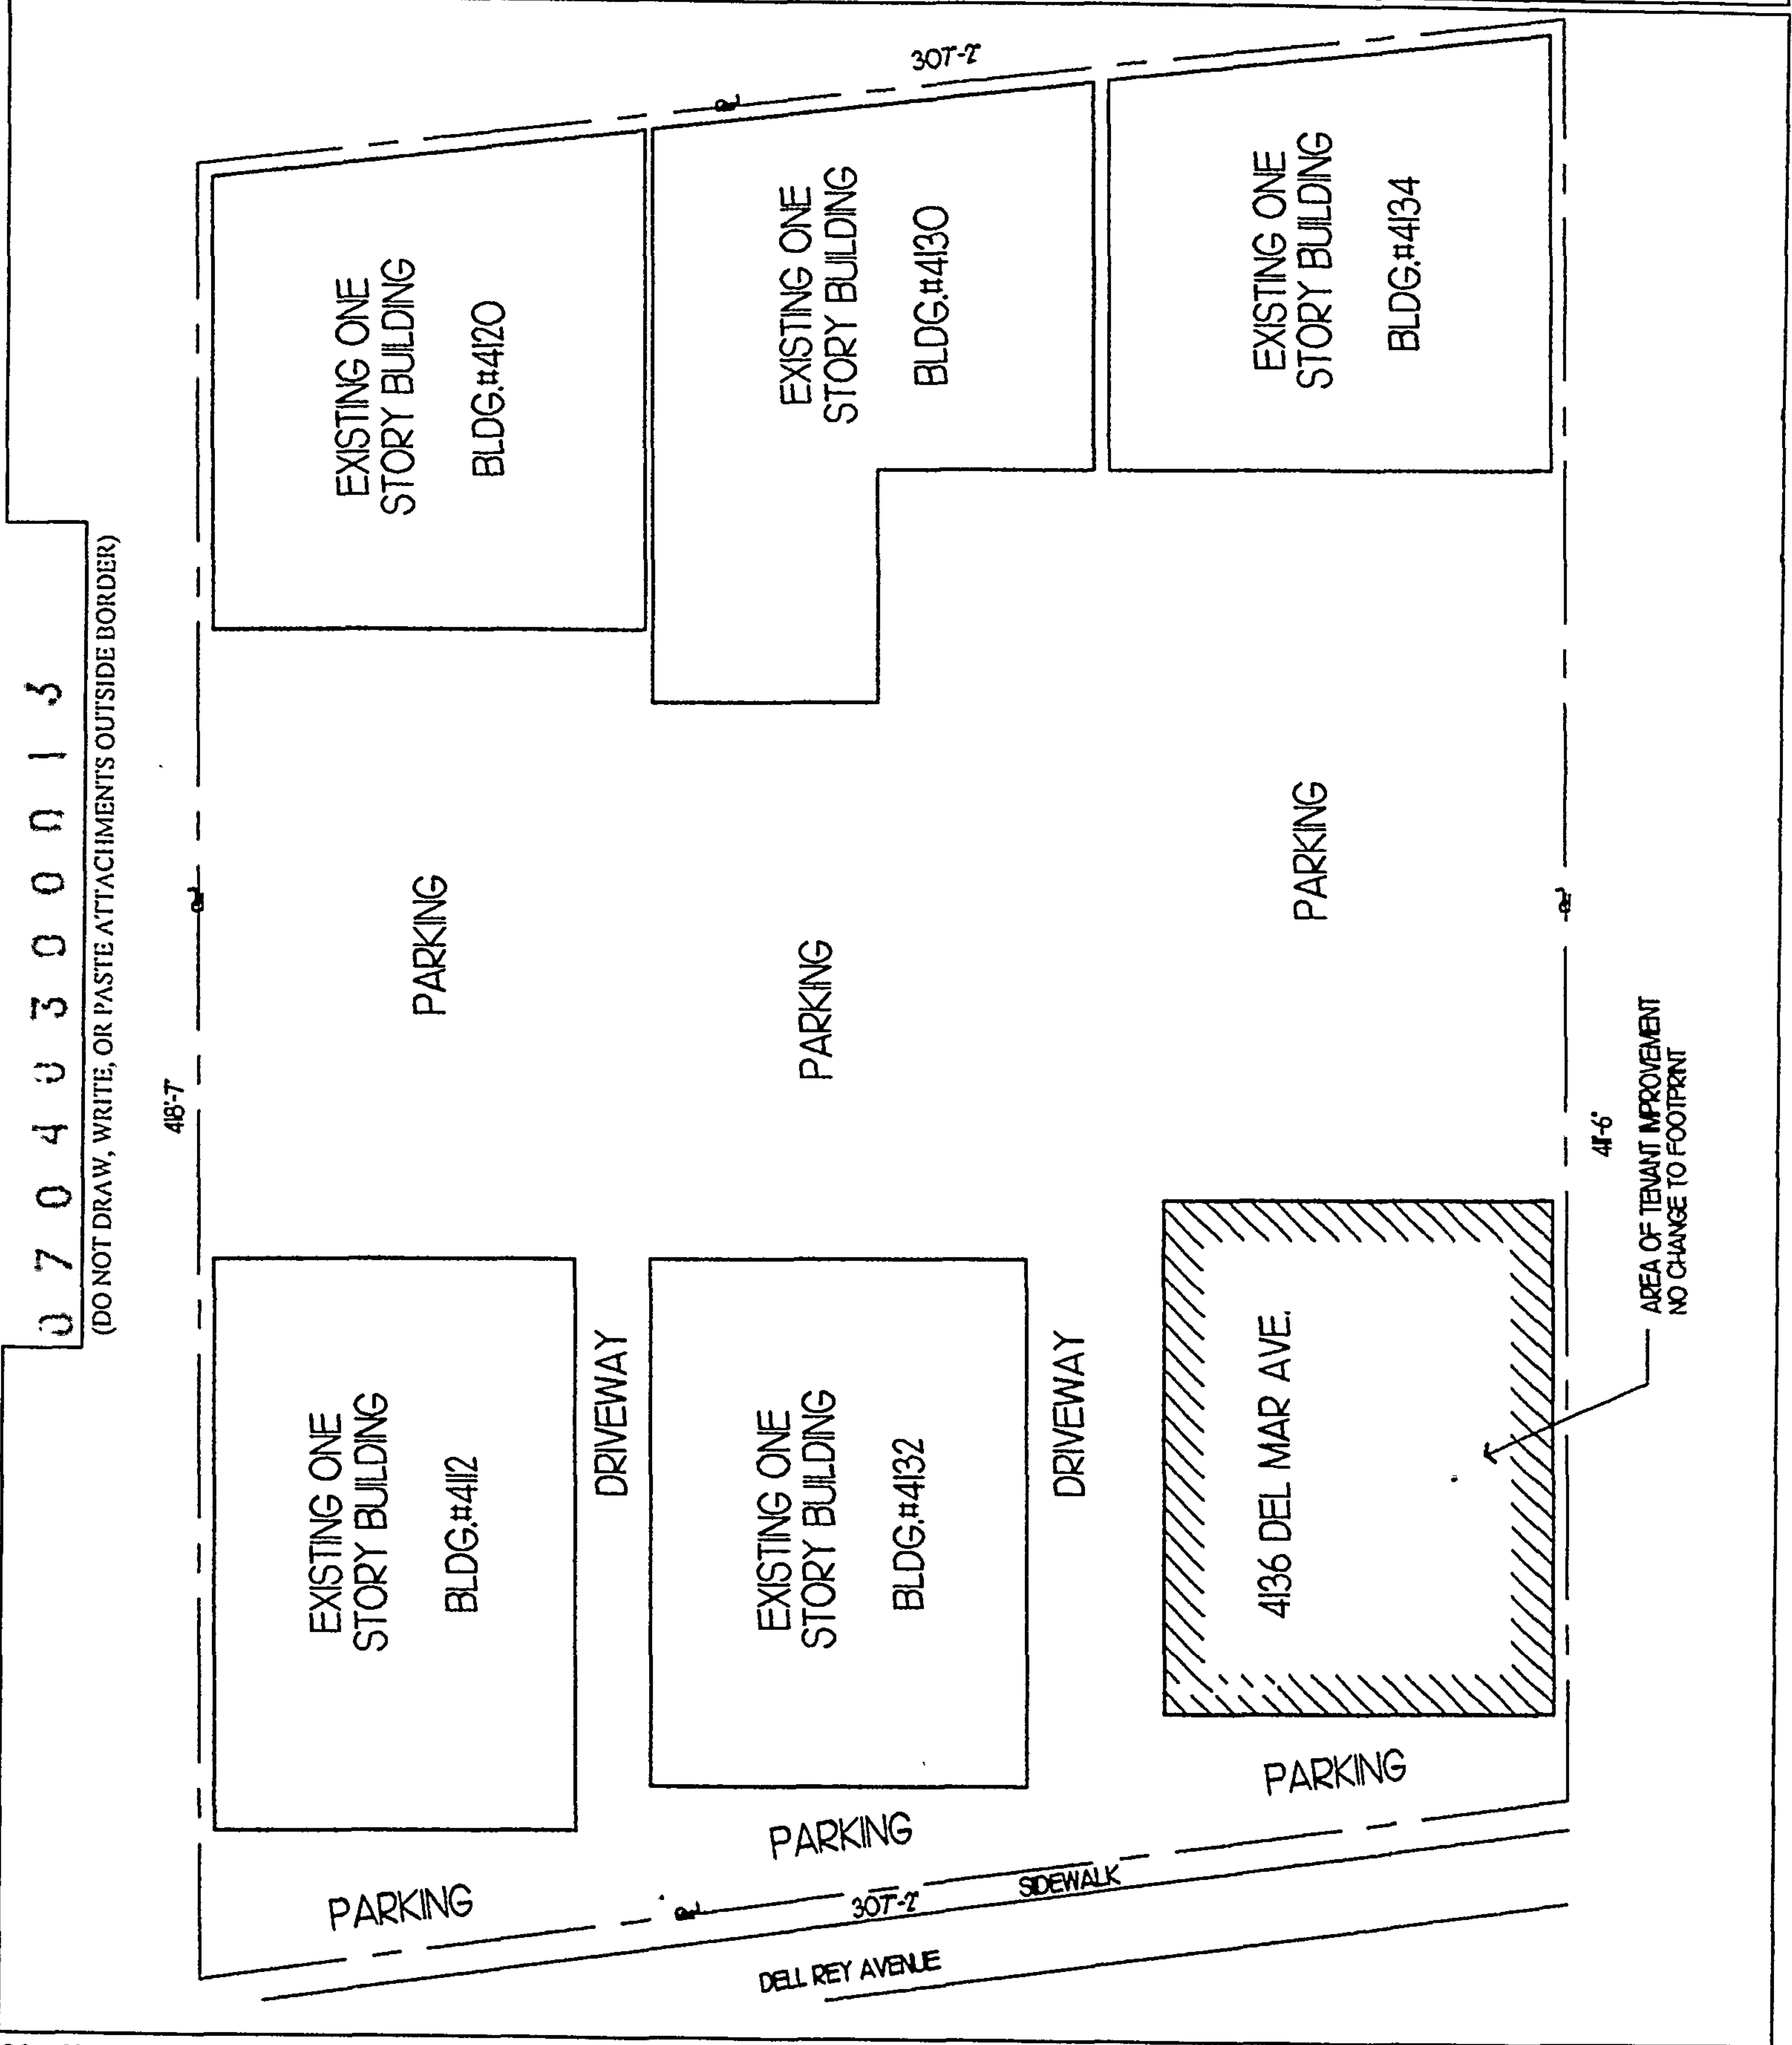 0 7 0 4 0 3 0 0 0 1 3
(DO NOT DRAW, WRITE, OR PASTE ATTACHMENTS OUTSIDE BORDER)
418'-7"
PARKING
EXISTING ONE
STORY BUILDING
BLDG.#4112
PARKING
EXISTING ONE
STORY BUILDING
BLDG.#4120
DRIVEWAY
307'-2"
DELL REY AVENUE
SIDEWALK
PARKING
EXISTING ONE
STORY BUILDING
BLDG.#4132
PARKING
EXISTING ONE
STORY BUILDING
BLDG.#4130
307'-2"
DRIVEWAY
PARKING
4136 DEL MAR AVE.
PARKING
EXISTING ONE
STORY BUILDING
BLDG.#4134
AREA OF TENANT IMPROVEMENT
NO CHANGE TO FOOTPRINT